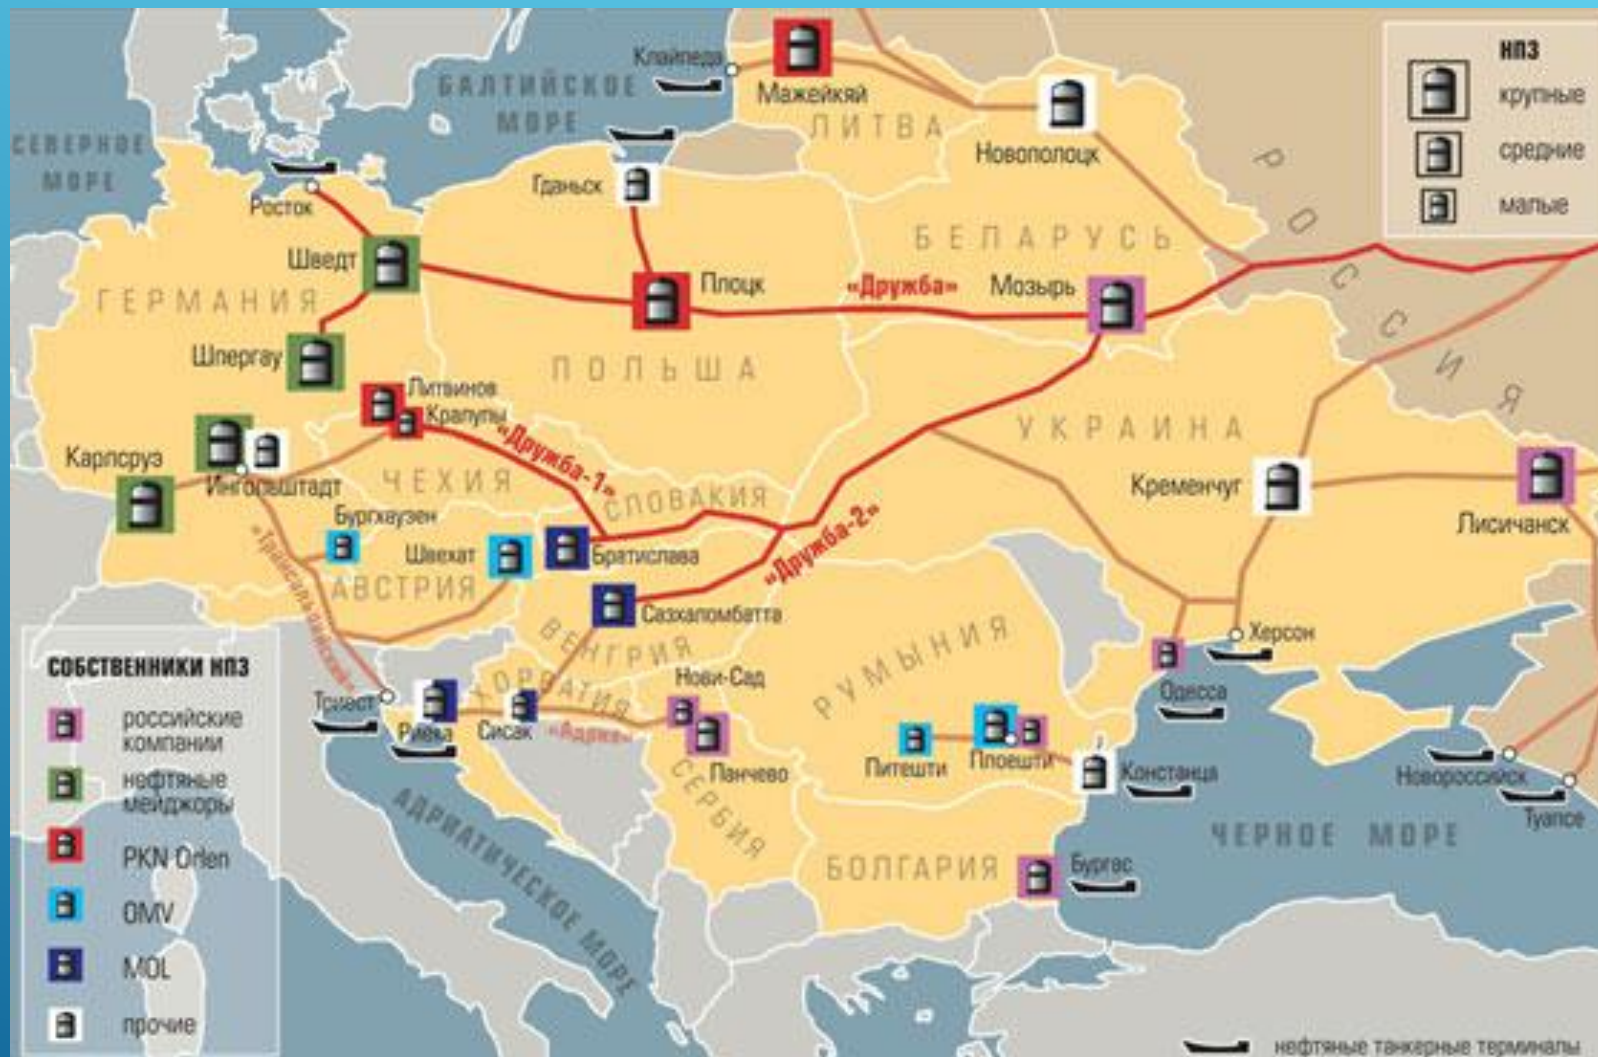 НПЗ
крупные
средние
малые
Клайпеда
БАЛТИЙСКОЕ
МОРЕ
Мажейкяй
ЛИТВА
Новополоцк
СЕВЕРНОЕ
МОРЕ
РОССИЯ
Росток
Гданьск
БЕЛАРУСЬ
Шведт
Плоцк
«Дружба»
Мозырь
ГЕРМАНИЯ
Шпергау
ПОЛЬША
Литвинов
Кралупы
«Дружба-1»
УКРАИНА
Карлсруэ
Ингольштадт
ЧЕХИЯ
СЛОВАКИЯ
Кременчуг
Лисичанск
Бургхаузен
Швехат
Братислава
«Дружба-2»
«Трансальпийский»
АВСТРИЯ
Сазхаломбатта
ВЕНГРИЯ
РУМЫНИЯ
Херсон
Одесса
СОБСТВЕННИКИ НПЗ
российские
компании
нефтяные
мейджоры
PKN Orlen
OMV
MOL
прочие
Триест
Риека
Сисак
ХОРВАТИЯ
«Адрия»
Нови-Сад
Панчево
СЕРБИЯ
Питешти
Плоешти
Констанца
Новороссийск
Туапсе
АДРИАТИЧЕСКОЕ МОРЕ
ЧЕРНОЕ МОРЕ
БОЛГАРИЯ
Бургас
нефтяные танкерные терминалы